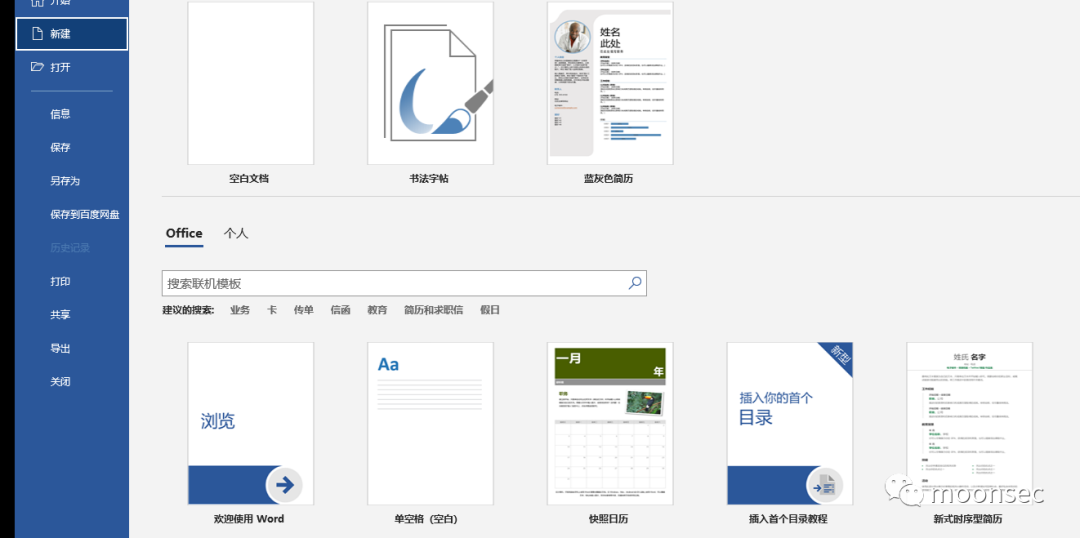 开始
新建
打开
信息
保存
另存为
保存到百度网盘
历史记录
打印
共享
导出
关闭
姓名
此处
空白文档
书法字帖
蓝灰色简历
Office
个人
搜索联机模板
建议的搜索:
业务
卡
传单
信函
教育
简历和求职信
假日
浏览
Aa
一月
年
新型
插入你的首个
目录
姓氏 名字
欢迎使用 Word
单空格（空白）
快照日历
插入首个目录教程
新式时序型简历
moonsec